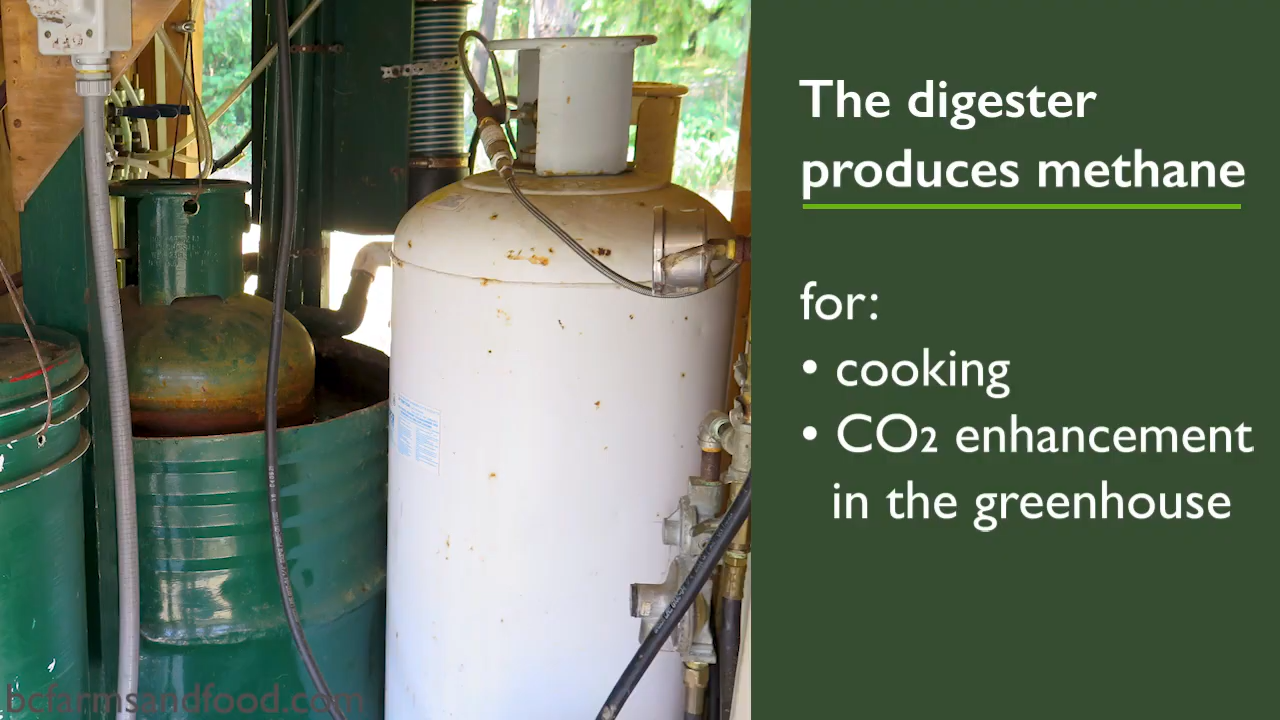 The digester
produces methane
for:
• cooking
• CO₂ enhancement
in the greenhouse
bcfarmsandfood.com